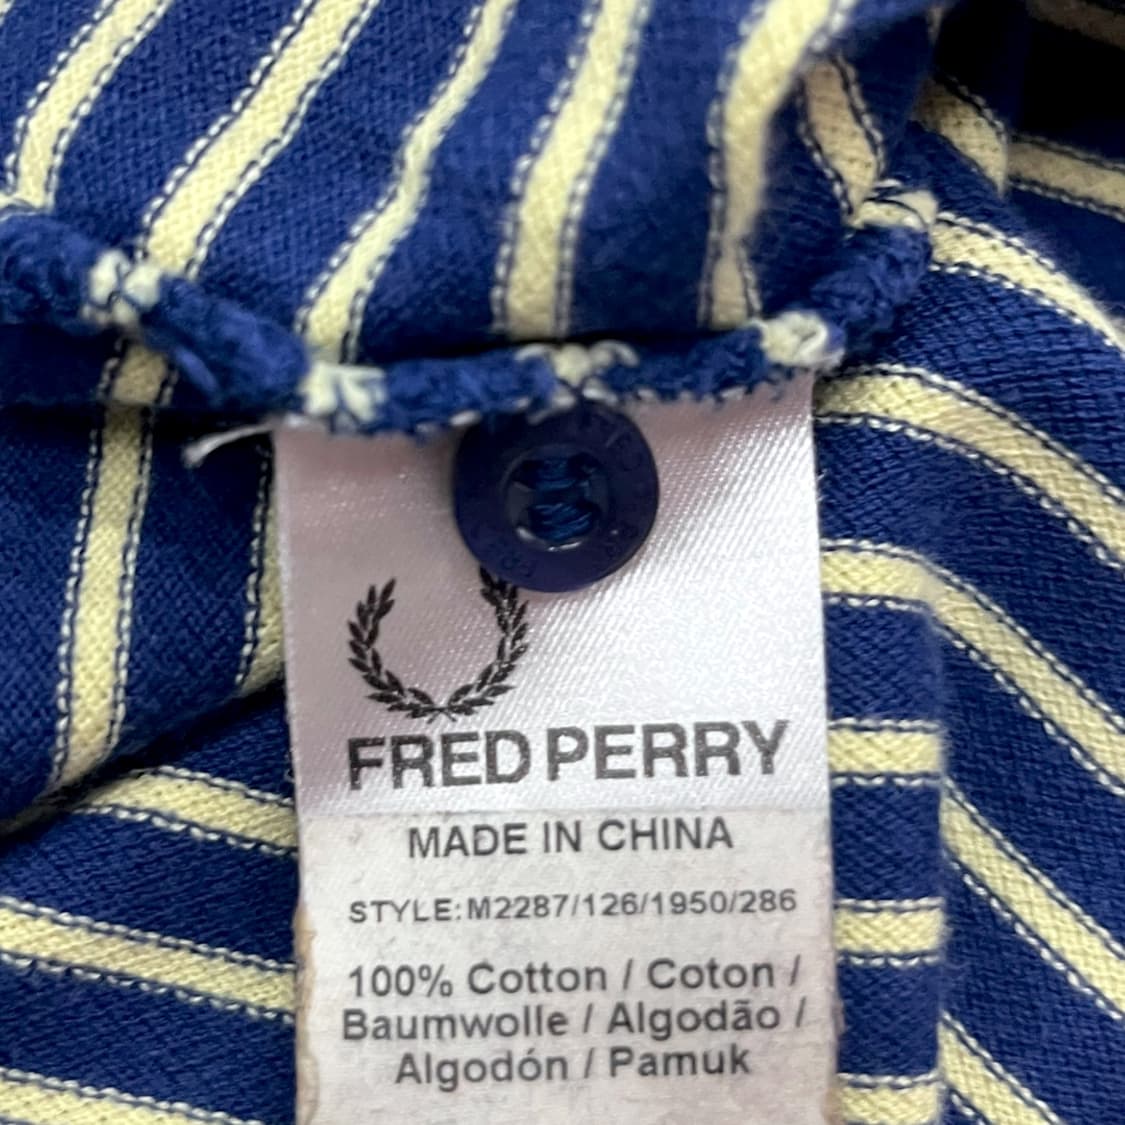 FRED PERRY
MADE IN CHINA
STYLE:M2287/126/1950/286
100% Cotton / Coton /
Baumwolle / Algodão /
Algodón / Pamuk